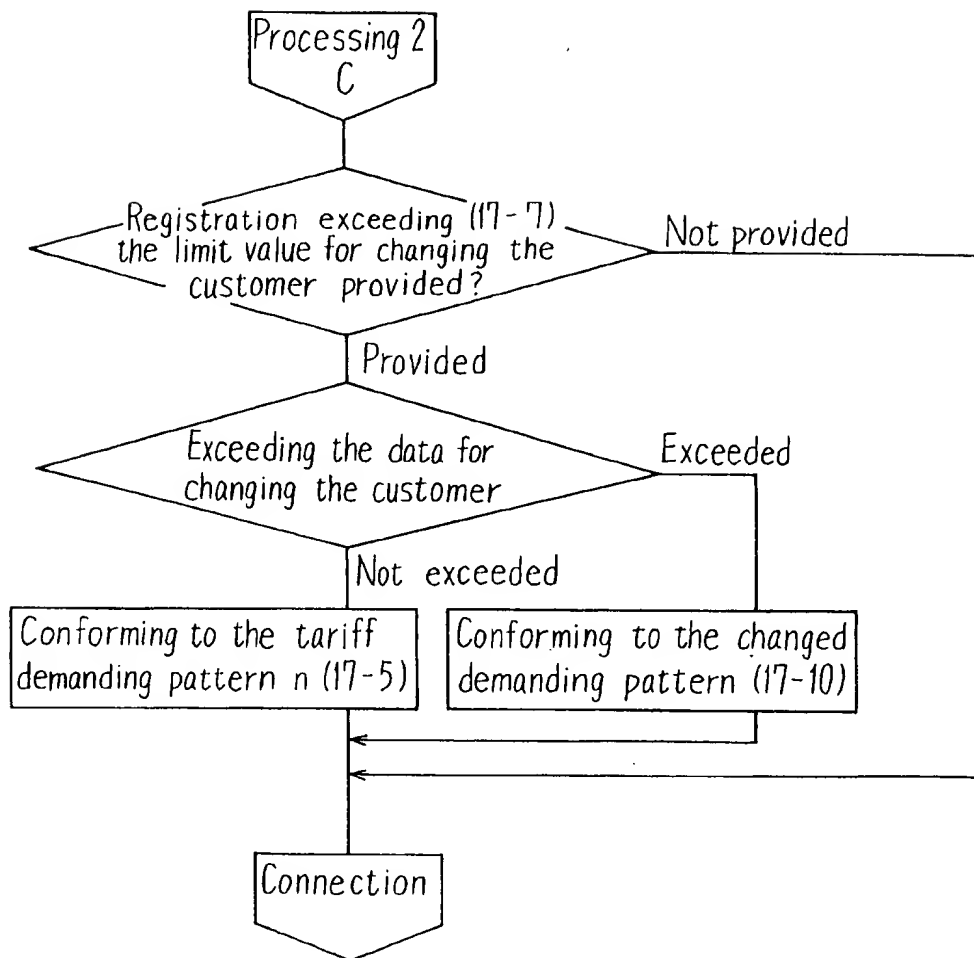 Processing 2
C
Registration exceeding (17-7)
the limit value for changing the
customer provided?
Not provided
Provided
Exceeding the data for
changing the customer
Exceeded
Not exceeded
Conforming to the tariff
demanding pattern n (17-5)
Conforming to the changed
demanding pattern (17-10)
Connection